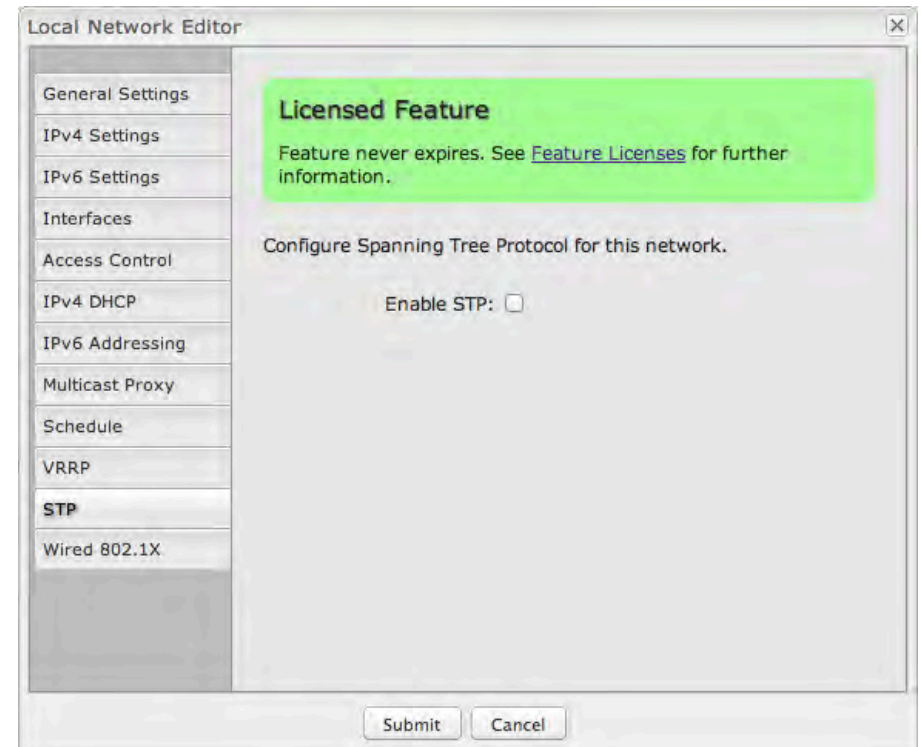 Local Network Editor
General Settings
IPv4 Settings
IPv6 Settings
Interfaces
Access Control
IPv4 DHCP
IPv6 Addressing
Multicast Proxy
Schedule
VRRP
STP
Wired 802.1X
Licensed Feature
Feature never expires. See Feature Licenses for further
information.
Configure Spanning Tree Protocol for this network.
Enable STP:
Submit Cancel